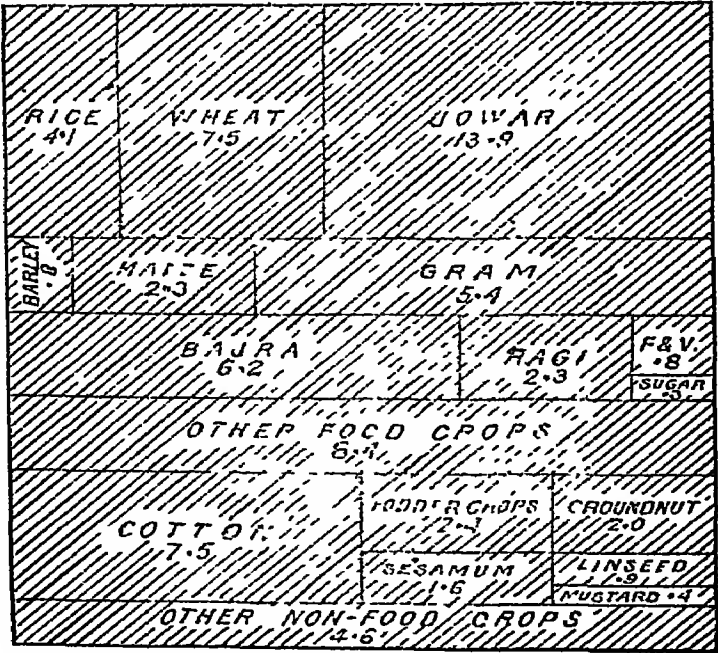 RICE
4·1
WHEAT
7·5
JOWAR
13·9
BARLEY
·8
MAIZE
2·3
GRAM
5·4
BAJRA
6·2
RAGI
2·3
F&V.
·8
SUGAR
OTHER FOOD CROPS
COTTON
7·5
FODDER CROPS
GROUNDNUT
2·0
SESAMUM
1·6
LINSEED
·9
MUSTARD ·4
OTHER NON-FOOD CROPS
4·6